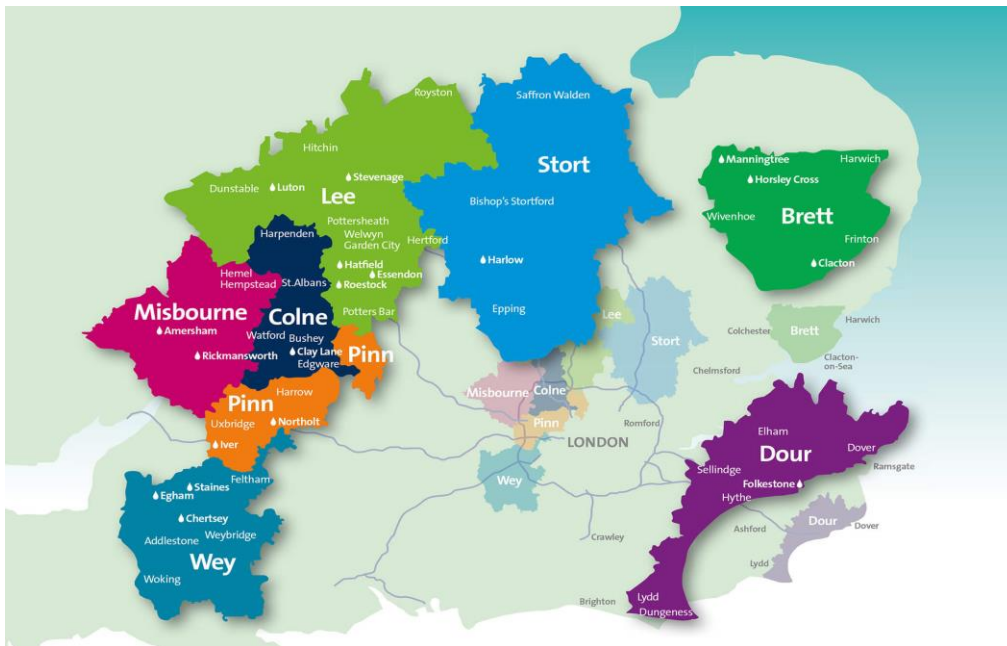 Saffron Walden
Royston
Hitchin
Stort
Manningtree
Harwich
Stevenage
Dunstable
Luton
Horsley Cross
Lee
Bishop's Stortford
Brett
Wivenhoe
Pottersheath
Welwyn
Garden City
Harpenden
Hertford
Frinton
Harlow
Clacton
Hatfield
Essendon
Roestock
Hemel
Hempstead
St.Albans
Misbourne
Colne
Potters Bar
Epping
Amersham
Watford
Bushey
Clay Lane
Edgware
Rickmansworth
Pinn
Lee
Stort
Colchester
Brett
Harwich
Clacton-
on-Sea
Chelmsford
Misbourne
Colne
Pinn
Harrow
Pinn
Uxbridge
Northolt
Iver
Romford
LONDON
Elham
Dour
Dover
Ramsgate
Sellindge
Folkestone
Hythe
Feltham
Staines
Egham
Wey
Chertsey
Addlestone
Weybridge
Wey
Woking
Crawley
Ashford
Dour
Dover
Lydd
Brighton
Lydd
Dungeness